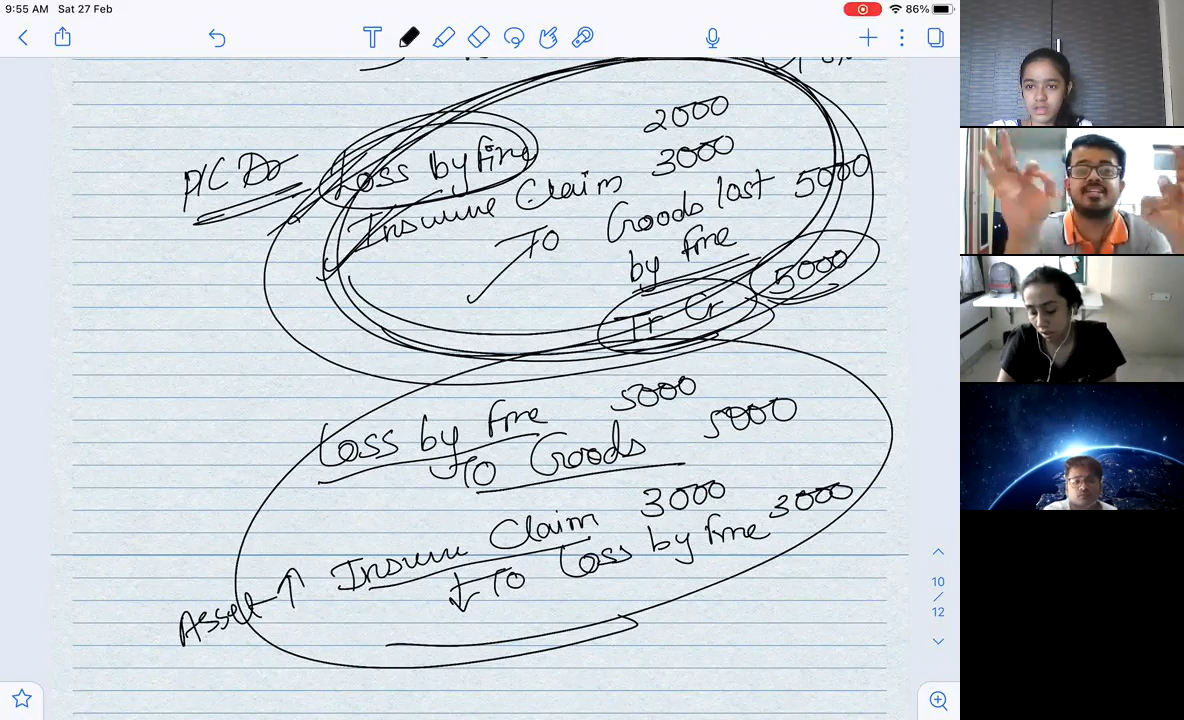 9:55 AM Sat 27 Feb
86%
2000
P/C Dr Loss by fire 3000
Insurance Claim
To Goods lost 5000
by fire
Tr Cr 5000
Loss by fire 5000
To Goods 5000
Insurance Claim 3000
Asset ↑ To Loss by fire 3000
10
/
12